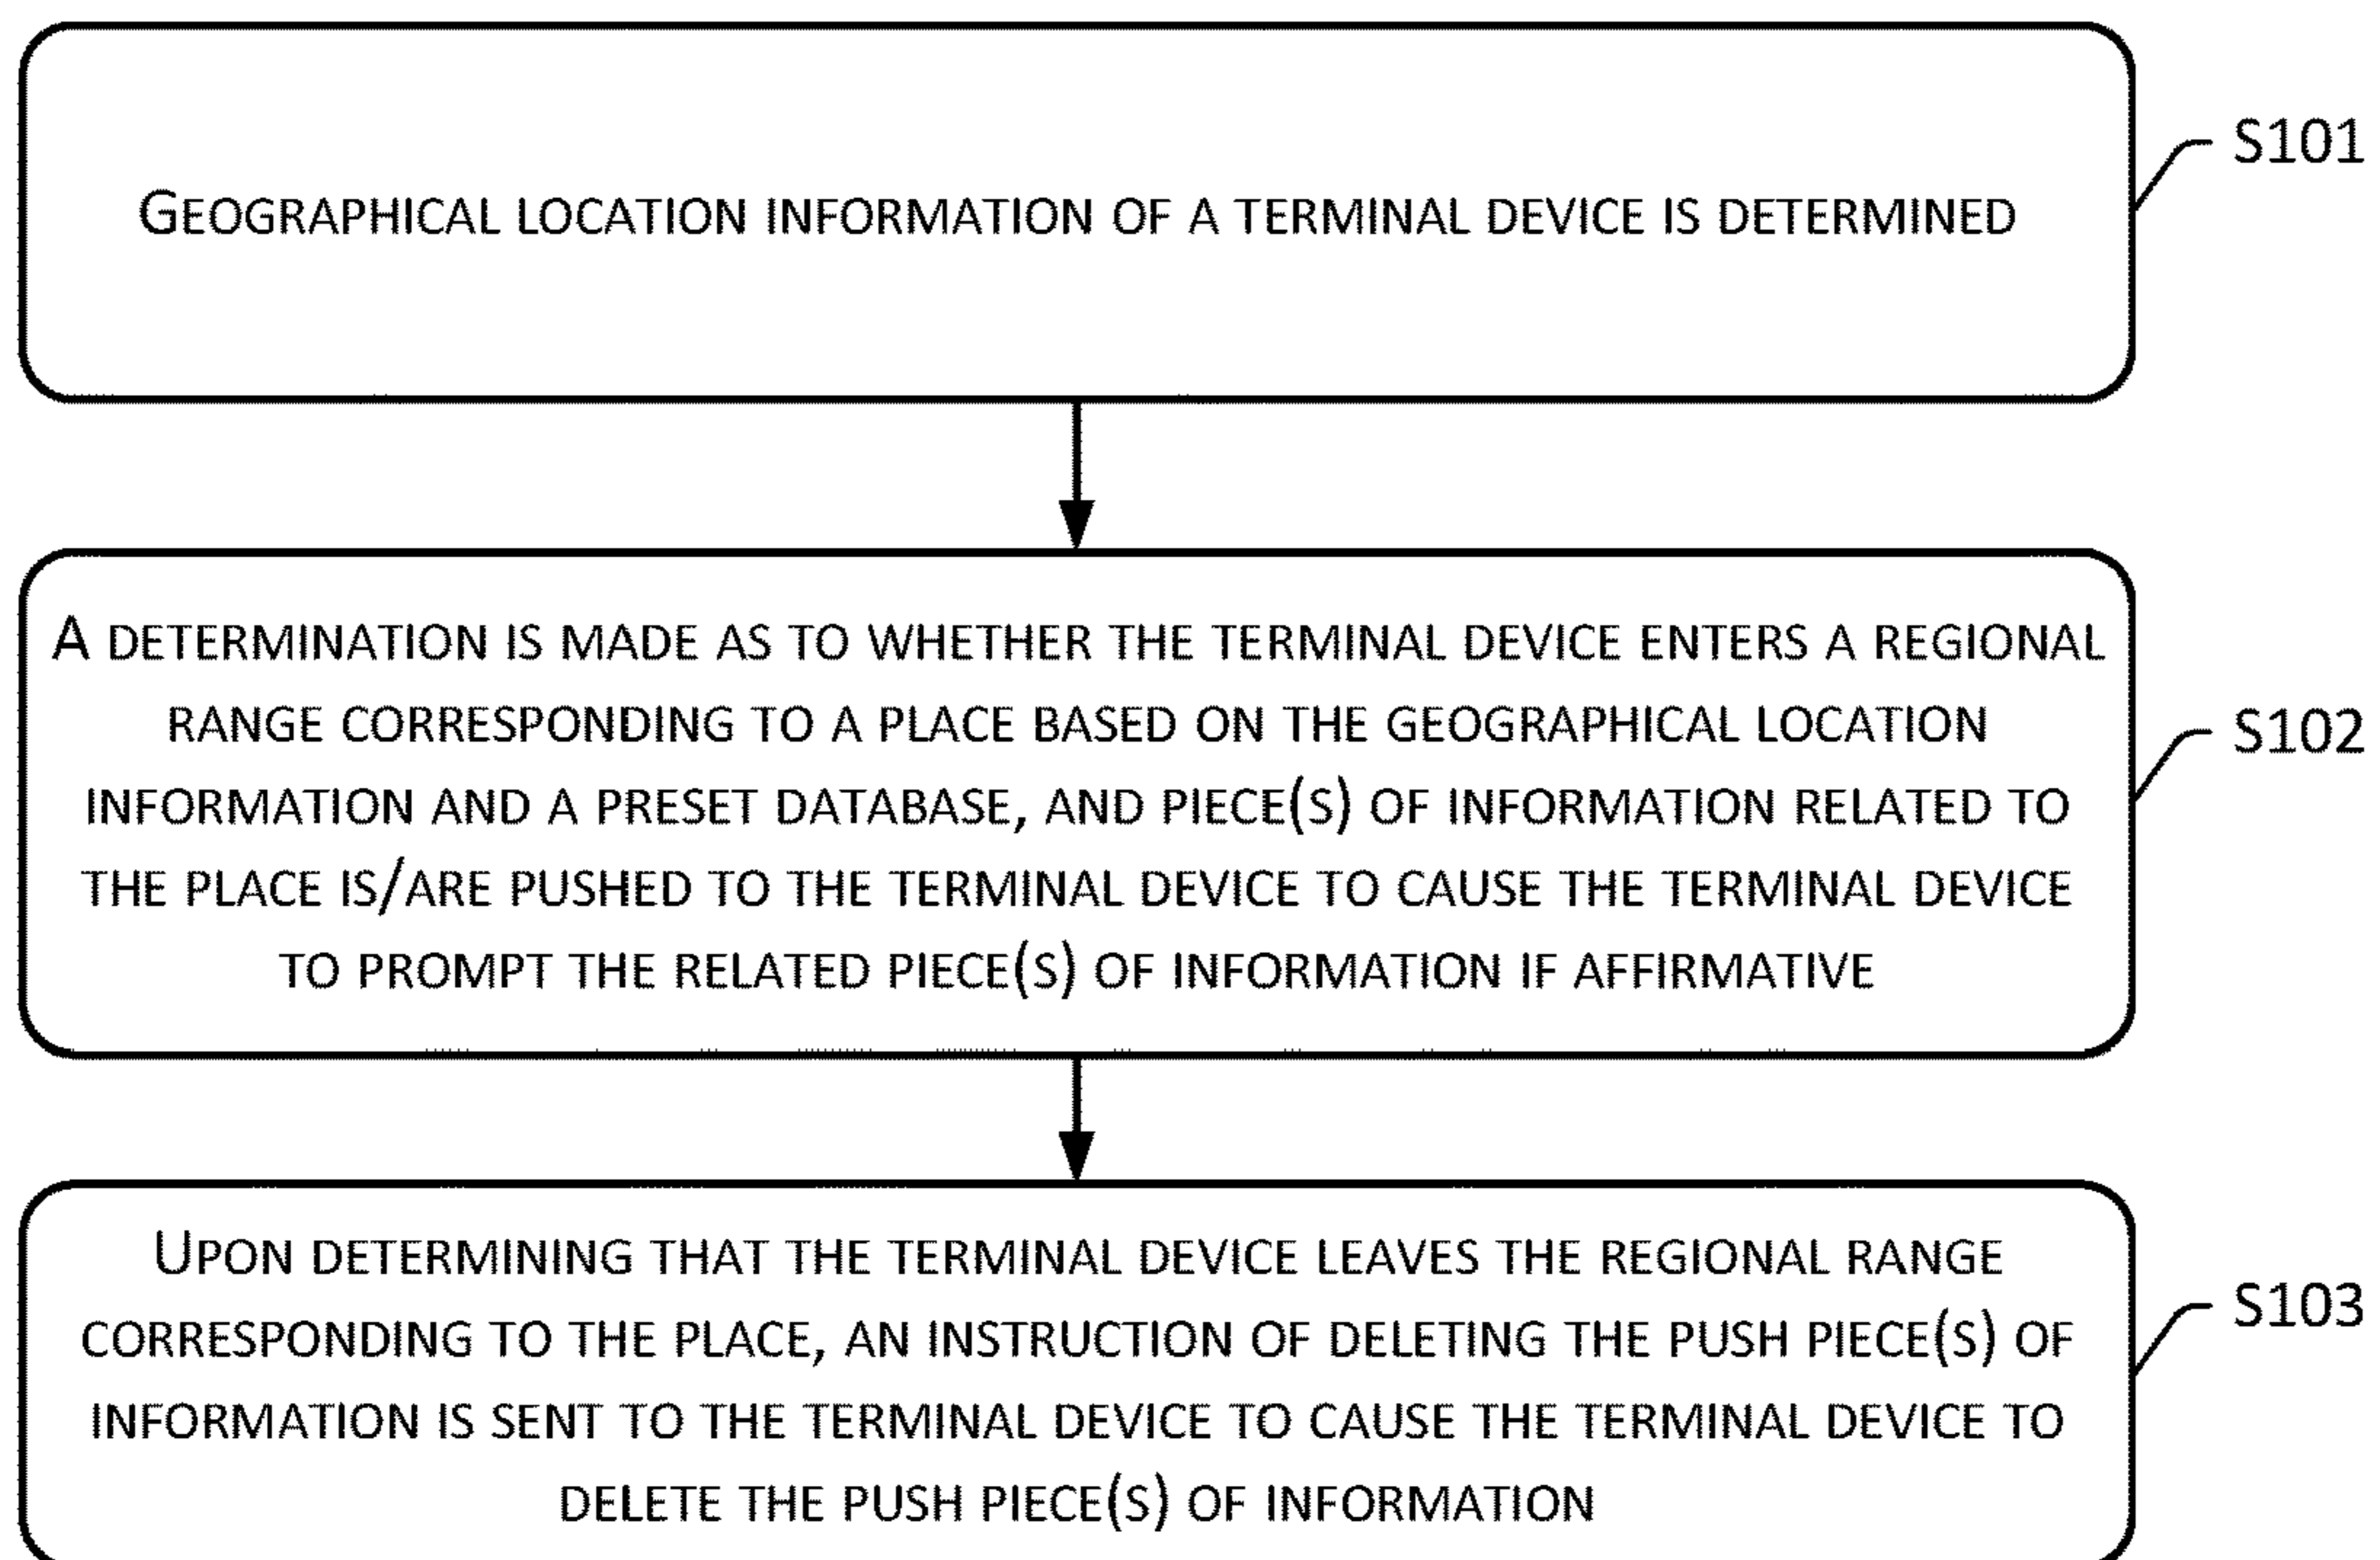 GEOGRAPHICAL LOCATION INFORMATION OF A TERMINAL DEVICE IS DETERMINED
S101
A DETERMINATION IS MADE AS TO WHETHER THE TERMINAL DEVICE ENTERS A REGIONAL
RANGE CORRESPONDING TO A PLACE BASED ON THE GEOGRAPHICAL LOCATION
INFORMATION AND A PRESET DATABASE, AND PIECE(S) OF INFORMATION RELATED TO
THE PLACE IS/ARE PUSHED TO THE TERMINAL DEVICE TO CAUSE THE TERMINAL DEVICE
TO PROMPT THE RELATED PIECE(S) OF INFORMATION IF AFFIRMATIVE
S102
UPON DETERMINING THAT THE TERMINAL DEVICE LEAVES THE REGIONAL RANGE
CORRESPONDING TO THE PLACE, AN INSTRUCTION OF DELETING THE PUSH PIECE(S) OF
INFORMATION IS SENT TO THE TERMINAL DEVICE TO CAUSE THE TERMINAL DEVICE TO
DELETE THE PUSH PIECE(S) OF INFORMATION
S103